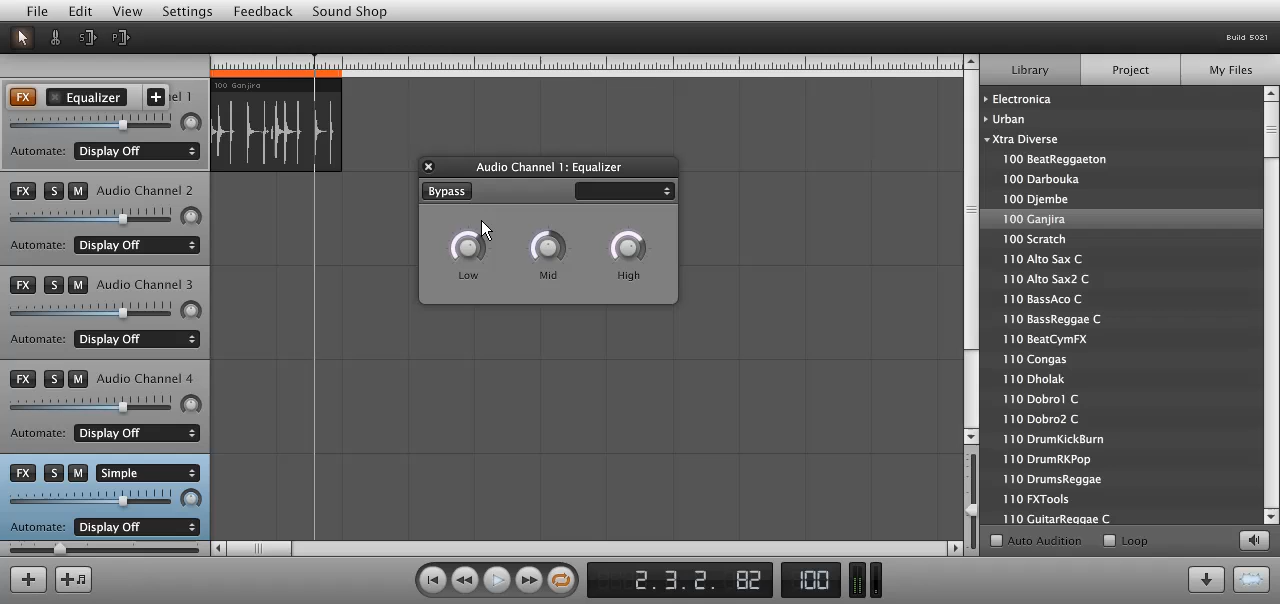 File Edit View Settings Feedback Sound Shop
S P Build 5021
Library Project My Files
FX Equalizer + el 1
100 Ganjira
Automate: Display Off
FX S M Audio Channel 2
Automate: Display Off
FX S M Audio Channel 3
Automate: Display Off
FX S M Audio Channel 4
Automate: Display Off
FX S M Simple
Automate: Display Off
Audio Channel 1: Equalizer
Bypass
Low Mid High
Electronica
Urban
Xtra Diverse
100 BeatReggaeton
100 Darbouka
100 Djembe
100 Ganjira
100 Scratch
110 Alto Sax C
110 Alto Sax2 C
110 BassAco C
110 BassReggae C
110 BeatCymFX
110 Congas
110 Dholak
110 Dobro1 C
110 Dobro2 C
110 DrumKickBurn
110 DrumRKPop
110 DrumsReggae
110 FXTools
110 GuitarReggae C
Auto Audition Loop
2. 3. 2. 82 100